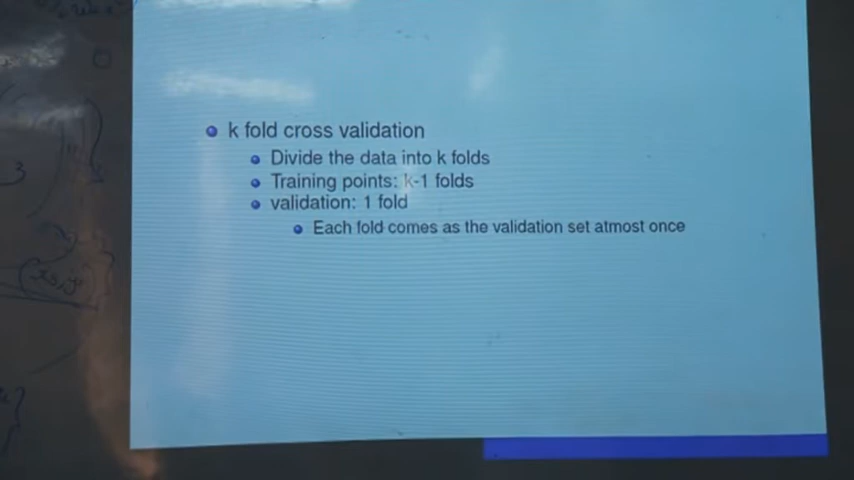 k fold cross validation
Divide the data into k folds
Training points: k-1 folds
validation: 1 fold
Each fold comes as the validation set atmost once